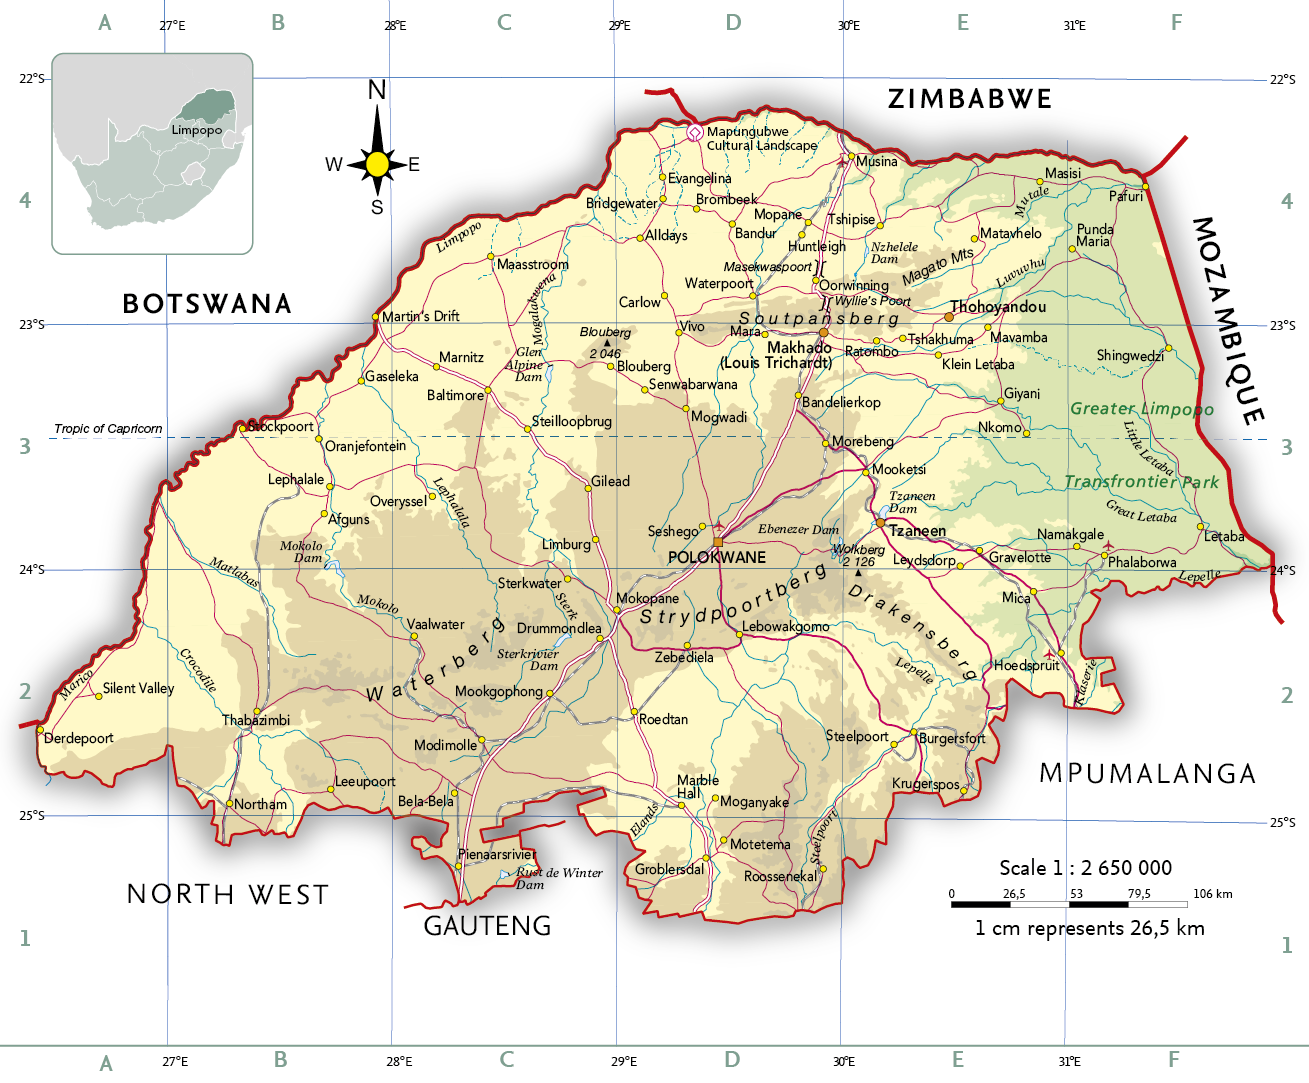 A B C D E F
27°E 28°E 29°E 30°E 31°E
22°S 22°S
N
W E
S
Limpopo
ZIMBABWE
BOTSWANA
MOZAMBIQUE
4 4
Mapungubwe
Cultural Landscape
Musina
Evangelina
Masisi
Pafuri
Bridgewater
Brombeek
Mutale
Mopane
Tshipise
Limpopo
Alldays
Bandur
Huntleigh
Matavhelo
Punda
Maria
Nzhelele
Dam
Maasstroom
Masekwaspoort
Magato Mts
Luvuvhu
Mogalakwena
Waterpoort
Oorwinning
Carlow
Wyllie's Poort
Thohoyandou
Martin's Drift
Soutpansberg
23°S 23°S
Vivo
Mara
Blouberg
2 046
Makhado
(Louis Trichardt)
Ratombo
Tshakhuma
Mavamba
Shingwedzi
Marnitz
Glen
Alpine
Dam
Blouberg
Klein Letaba
Gaseleka
Baltimore
Senwabarwana
Giyani
Mogwadi
Bandelierkop
Greater Limpopo
Transfrontier Park
Tropic of Capricorn
Stockpoort
Steilloopbrug
Nkomo
Little Letaba
3 3
Oranjefontein
Morebeng
Lephalale
Gilead
Mooketsi
Overyssel
Lephalala
Tzaneen
Dam
Great Letaba
Afguns
Seshego
Ebenezer Dam
Tzaneen
Namakgale
Letaba
Mokolo
Dam
Limburg
POLOKWANE
Wolkberg
2 126
Leydsdorp
Gravelotte
Phalaborwa
Matlabas
24°S 24°S
Lepelle
Sterkwater
Mokolo
Sterk
Mokopane
Strydpoortberg
Drakensberg
Mica
Vaalwater
Drummondlea
Lebowakgomo
Waterberg
Sterkrivier
Dam
Zebediela
Lepelle
Hoedspruit
Klaserie
Crocodile
Marico
Silent Valley
2 2
Mookgophong
Thabazimbi
Roedtan
Derdepoort
Modimolle
Steelpoort
Burgersfort
MPUMALANGA
Leeupoort
Marble
Hall
Krugerspos
Bela-Bela
Moganyake
Northam
Elands
25°S 25°S
Steelpoort
Motetema
Pienaarsrivier
Rust de Winter
Dam
Groblersdal
Roossenekal
NORTH WEST
GAUTENG
Scale 1 : 2 650 000
0 26,5 53 79,5 106 km
1 cm represents 26,5 km
1 1
27°E 28°E 29°E 30°E 31°E
A B C D E F